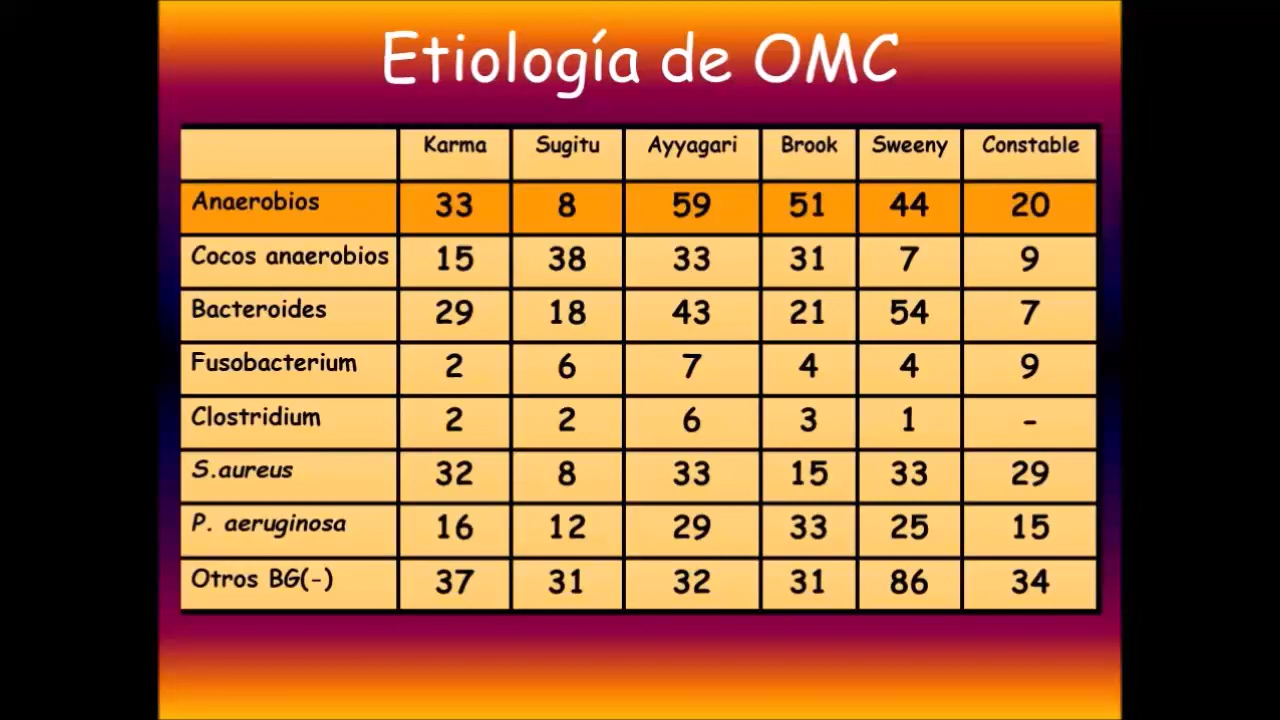 Etiología de OMC
Karma Sugitu Ayyagari Brook Sweeny Constable
Anaerobios 33 8 59 51 44 20
Cocos anaerobios 15 38 33 31 7 9
Bacteroides 29 18 43 21 54 7
Fusobacterium 2 6 7 4 4 9
Clostridium 2 2 6 3 1 -
S.aureus 32 8 33 15 33 29
P. aeruginosa 16 12 29 33 25 15
Otros BG(-) 37 31 32 31 86 34